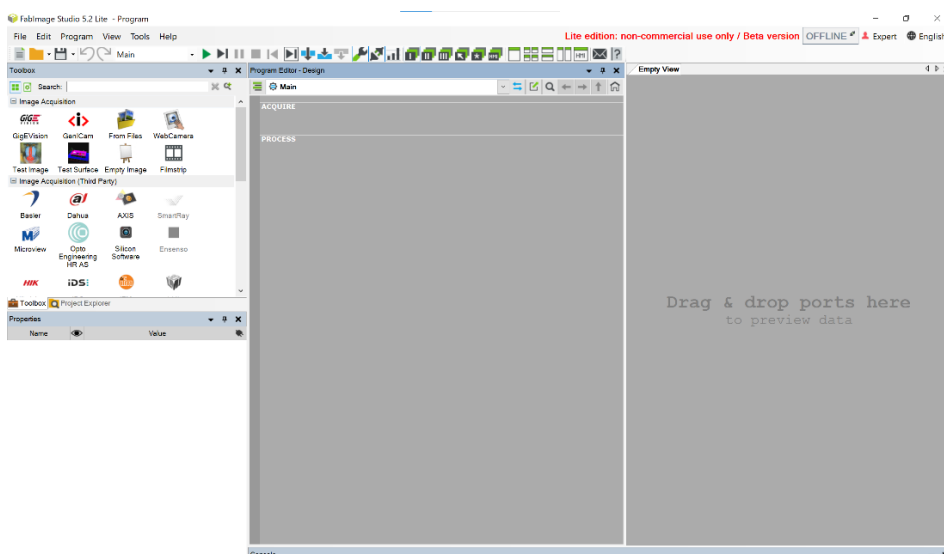 FabImage Studio 5.2 Lite - Program
File Edit Program View Tools Help
Lite edition: non-commercial use only / Beta version OFFLINE Expert English
Main
HMI
Toolbox
Program Editor - Design
Empty View
Search:
Main
Image Acquisition
ACQUIRE
GigEVision GenICam From Files WebCamera
PROCESS
Test Image Test Surface Empty Image Filmstrip
Image Acquisition (Third Party)
Basler Dahua AXIS SmartRay
Microview Opto Engineering HR AS Silicon Software Ensenso
HIK iDS:
Toolbox Project Explorer
Drag & drop ports here
to preview data
Properties
Name Value
Console